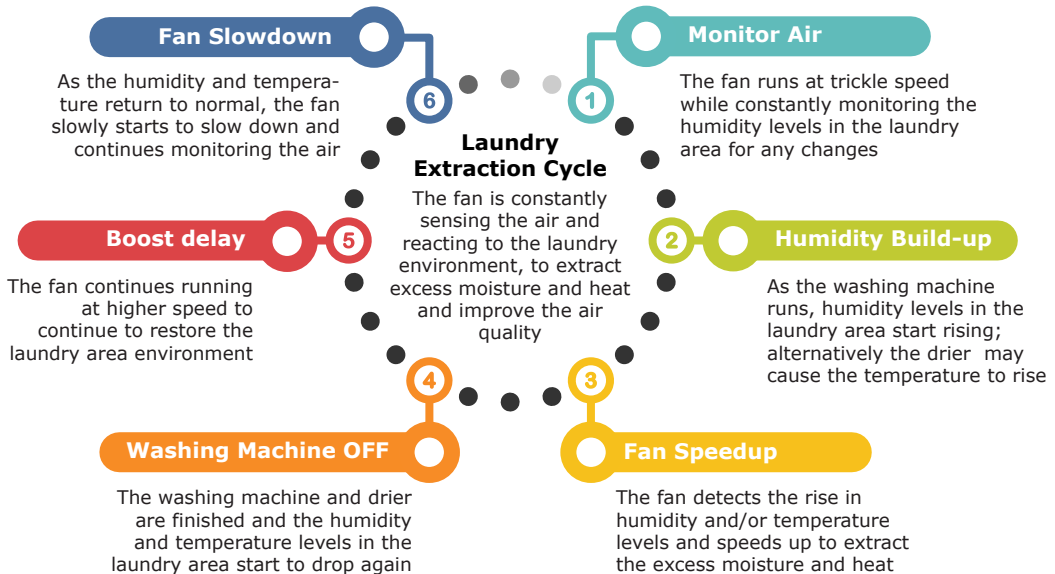 Laundry
Extraction Cycle
The fan is constantly
sensing the air and
reacting to the laundry
environment, to extract
excess moisture and heat
and improve the air
quality
1
Monitor Air
The fan runs at trickle speed
while constantly monitoring the
humidity levels in the laundry
area for any changes
2
Humidity Build-up
As the washing machine
runs, humidity levels in the
laundry area start rising;
alternatively the drier may
cause the temperature to rise
3
Fan Speedup
The fan detects the rise in
humidity and/or temperature
levels and speeds up to extract
the excess moisture and heat
4
Washing Machine OFF
The washing machine and drier
are finished and the humidity
and temperature levels in the
laundry area start to drop again
5
Boost delay
The fan continues running
at higher speed to
continue to restore the
laundry area environment
6
Fan Slowdown
As the humidity and tempera-
ture return to normal, the fan
slowly starts to slow down and
continues monitoring the air